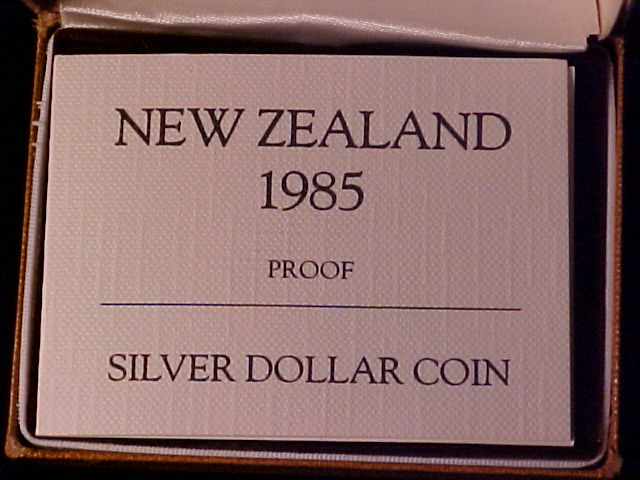 NEW ZEALAND
1985
PROOF
SILVER DOLLAR COIN